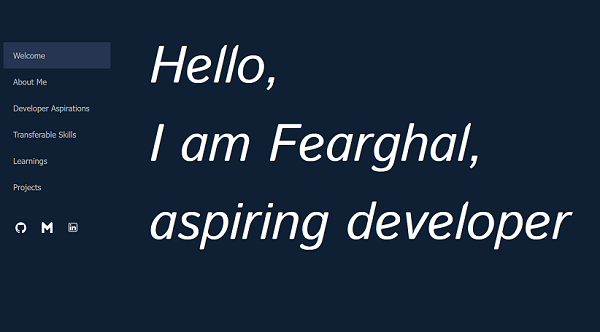 Welcome
About Me
Developer Aspirations
Transferable Skills
Learnings
Projects
Hello,
I am Fearghal,
aspiring developer